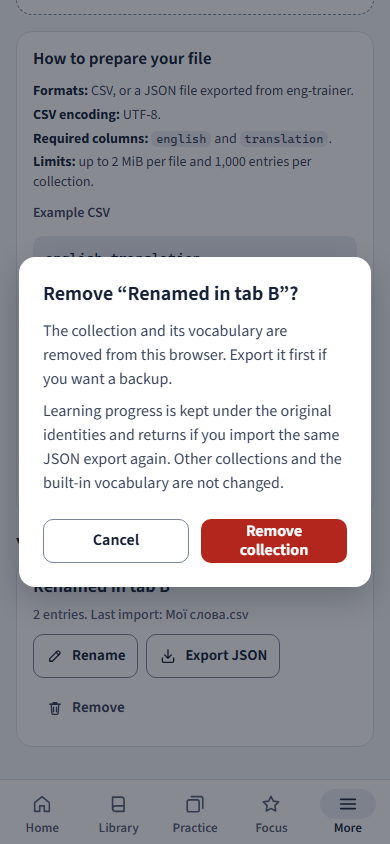 How to prepare your file
Formats: CSV, or a JSON file exported from eng-trainer.
CSV encoding: UTF-8.
Required columns: english and translation.
Limits: up to 2 MiB per file and 1,000 entries per
collection.
Example CSV
Remove “Renamed in tab B”?
The collection and its vocabulary are
removed from this browser. Export it first if
you want a backup.
Learning progress is kept under the original
identities and returns if you import the same
JSON export again. Other collections and the
built-in vocabulary are not changed.
Cancel
Remove
collection
Renamed in tab B
2 entries. Last import: Мої слова.csv
Rename
Export JSON
Remove
Home
Library
Practice
Focus
More